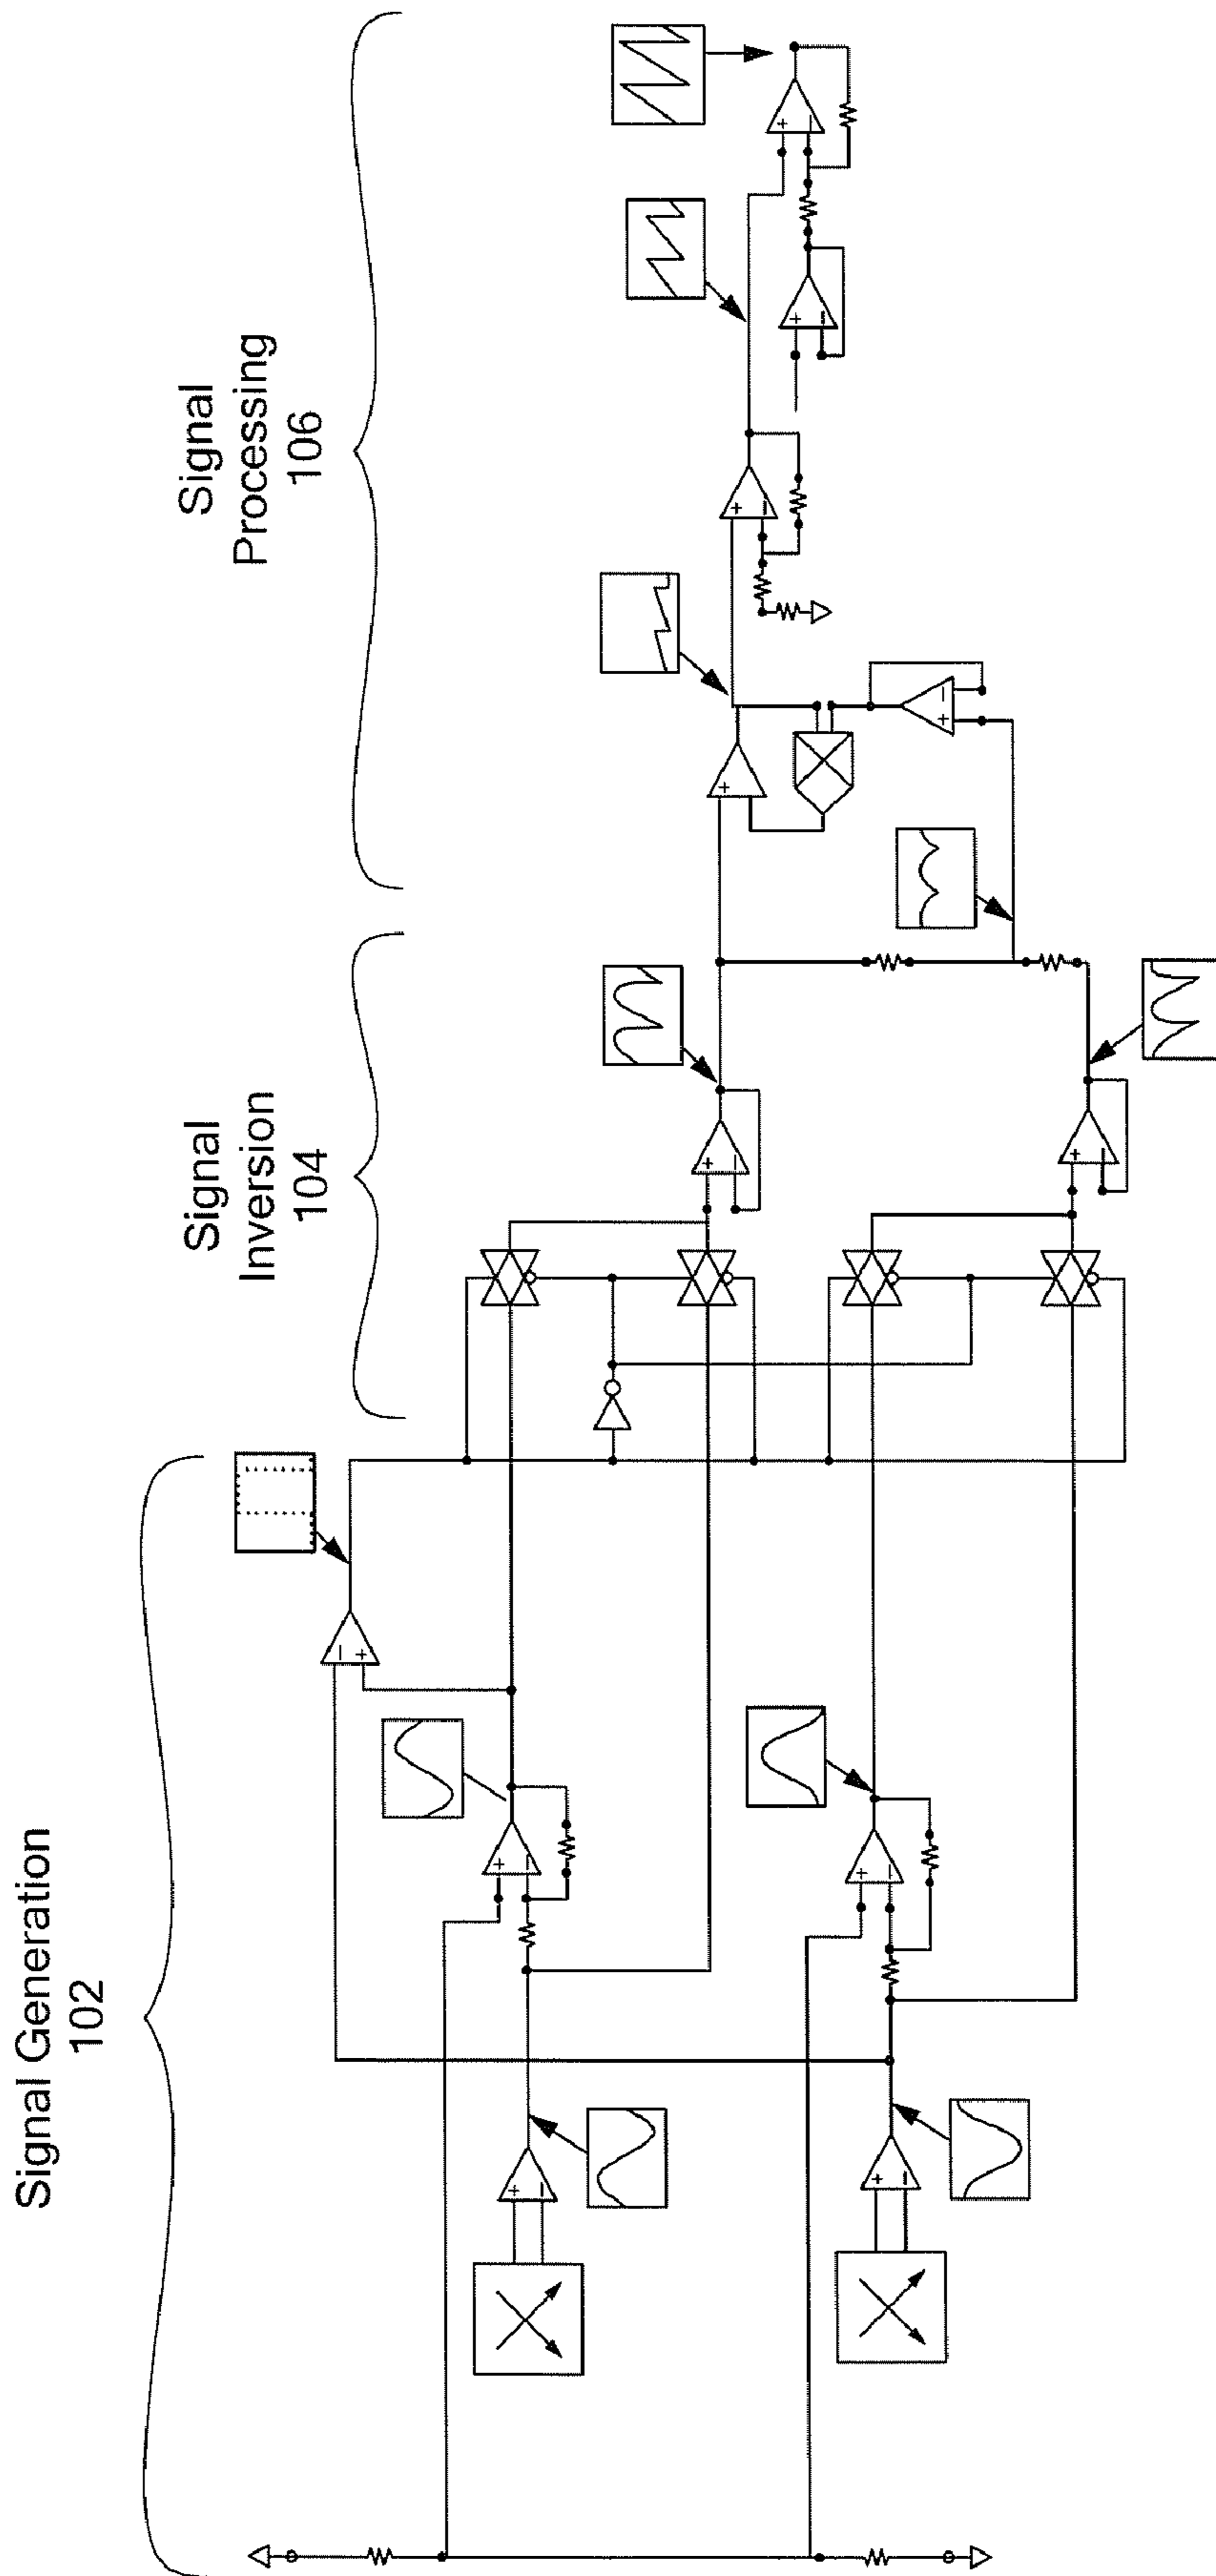 Signal Generation
102
Signal
Inversion
104
Signal
Processing
106